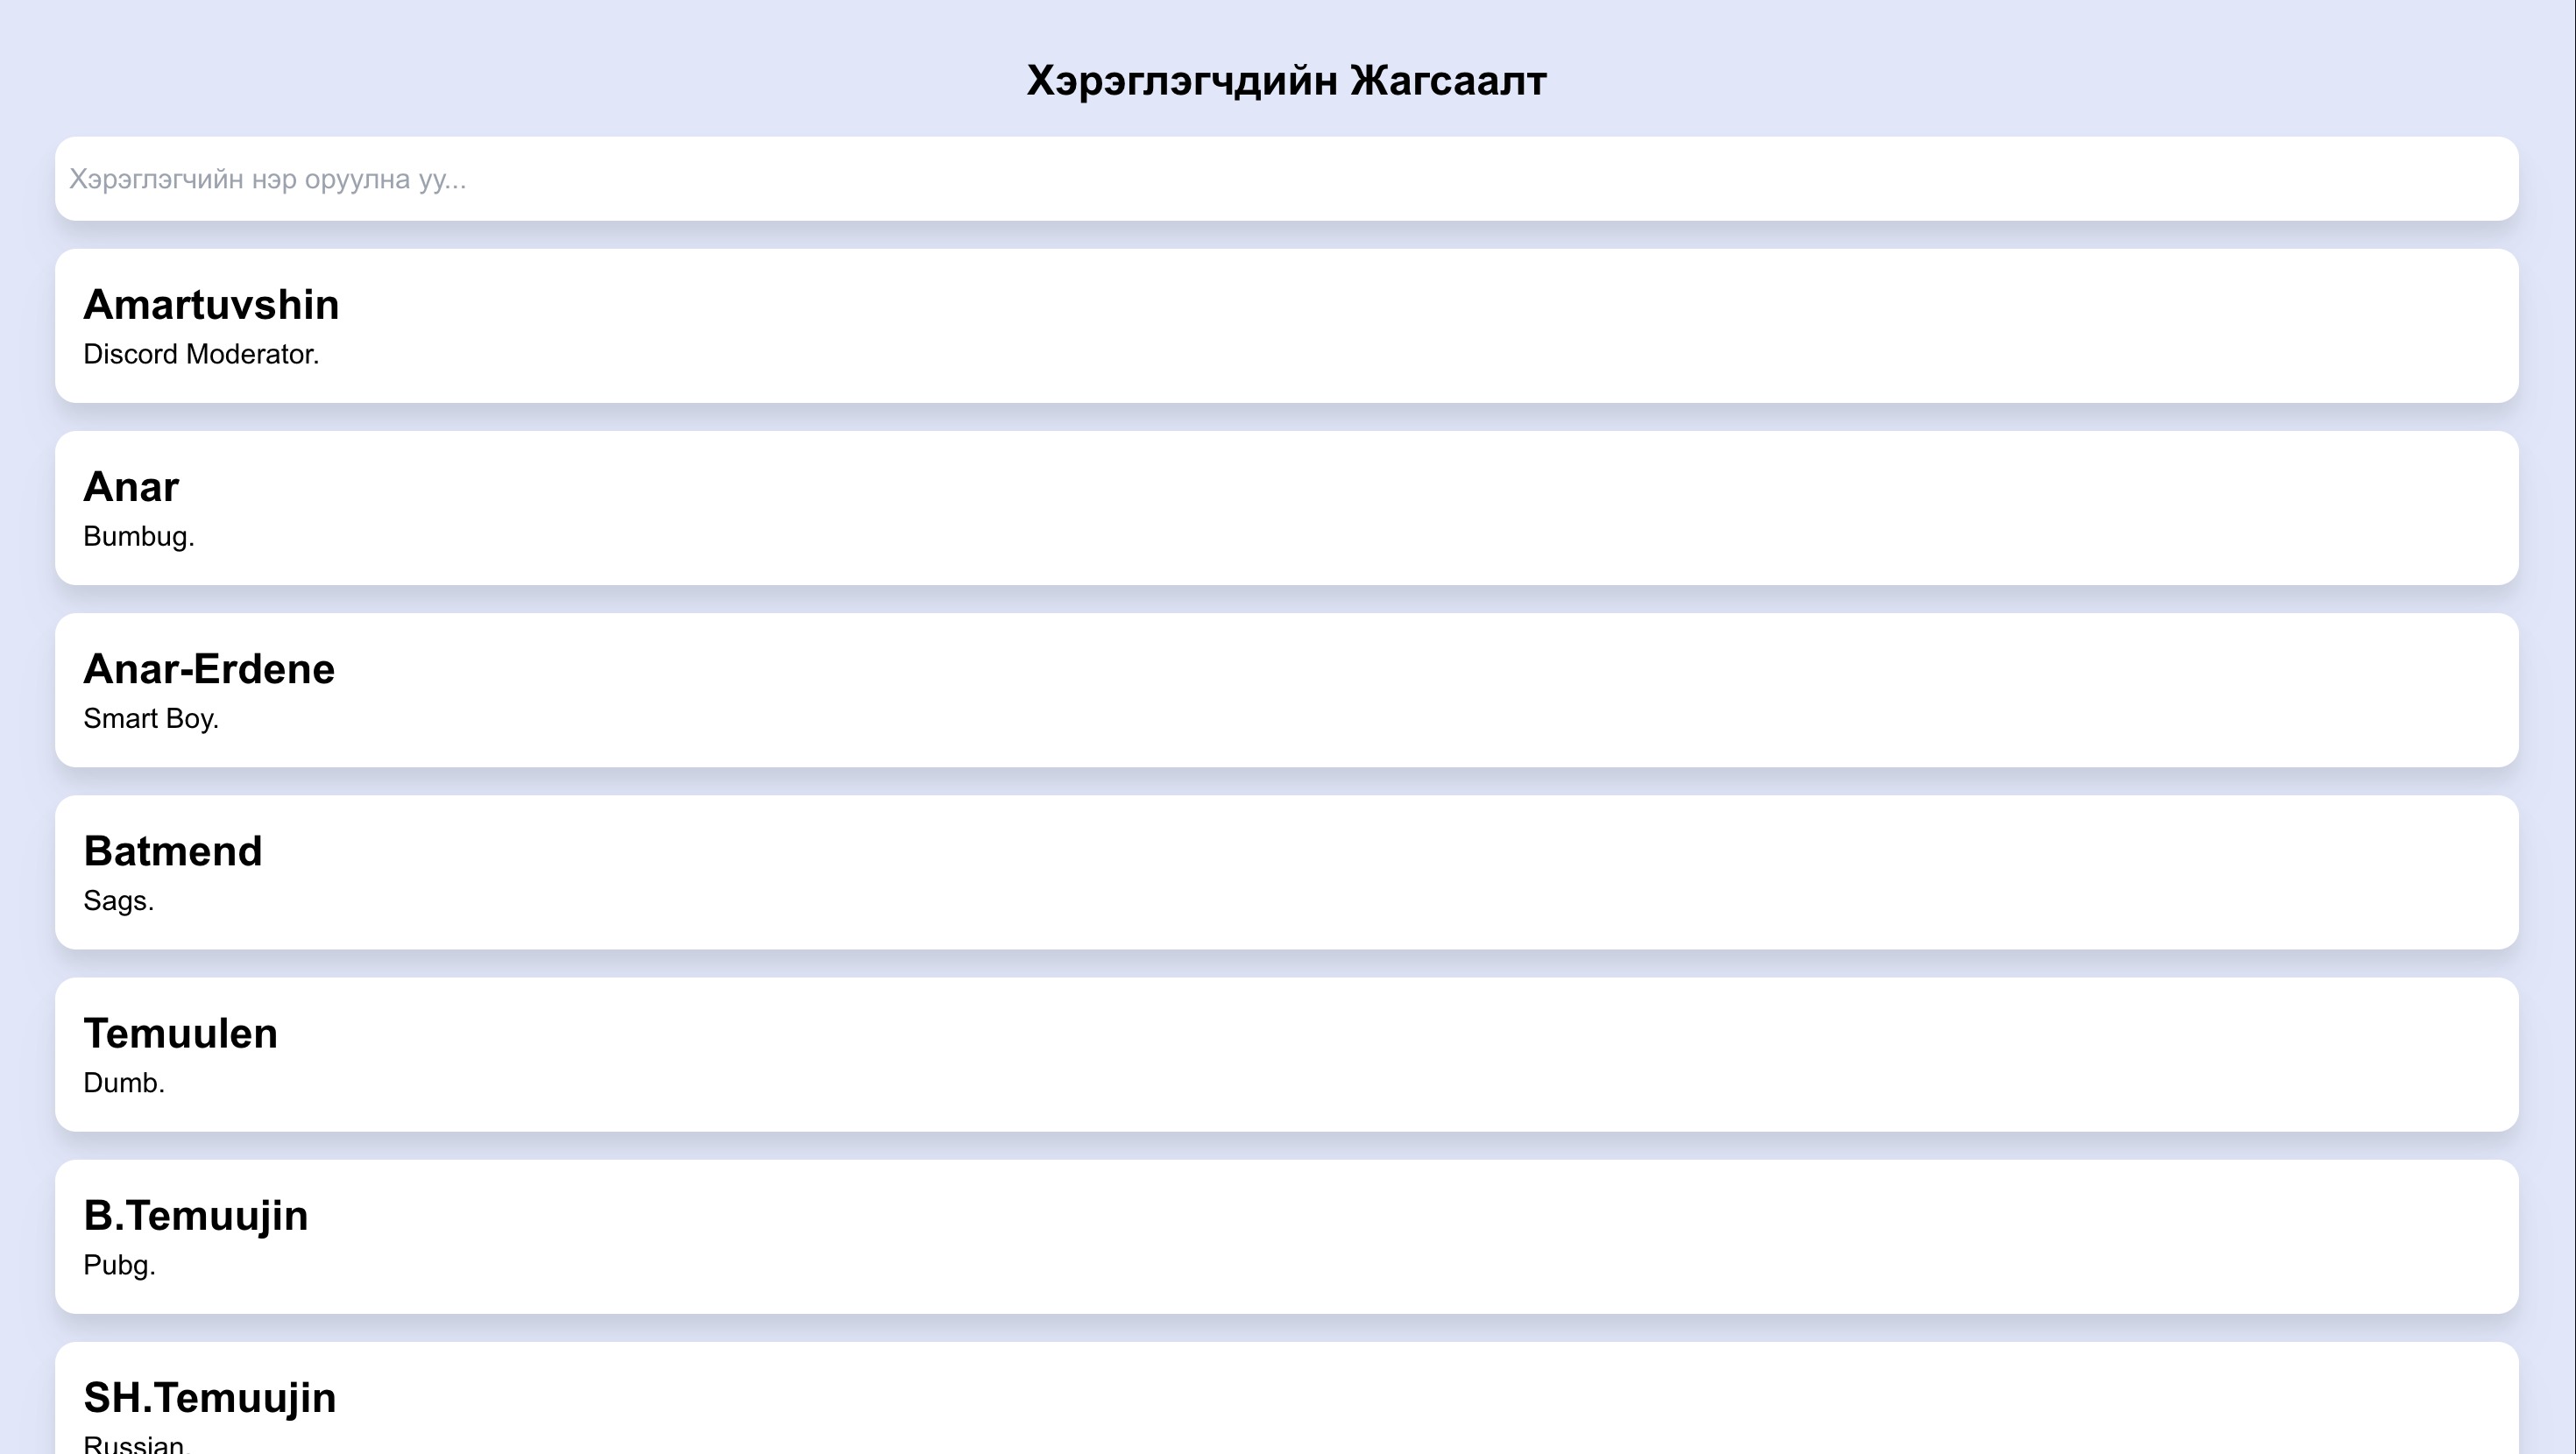 Хэрэглэгчдийн Жагсаалт
Хэрэглэгчийн нэр оруулна уу...
Amartuvshin
Discord Moderator.
Anar
Bumbug.
Anar-Erdene
Smart Boy.
Batmend
Sags.
Temuulen
Dumb.
B.Temuujin
Pubg.
SH.Temuujin
Russian.